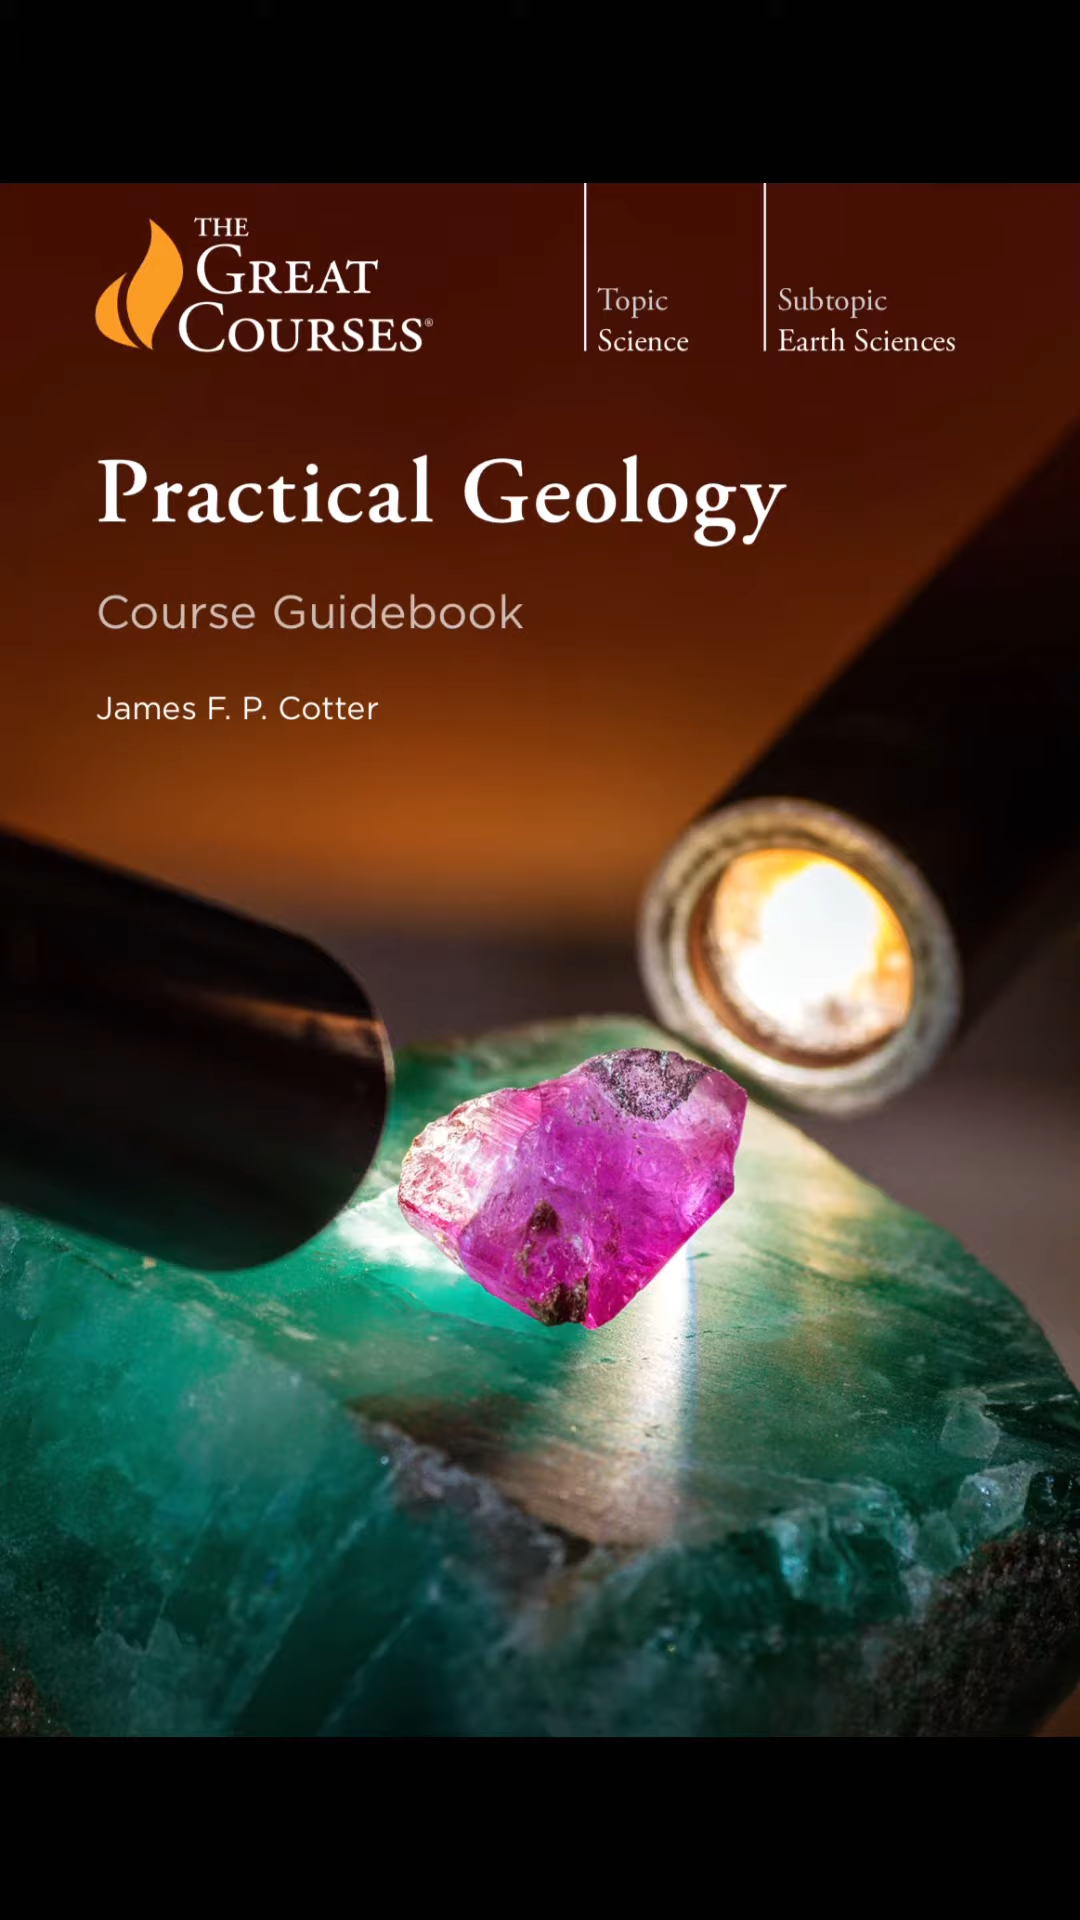 THE
GREAT
COURSES®
Topic
Science
Subtopic
Earth Sciences
Practical Geology
Course Guidebook
James F. P. Cotter